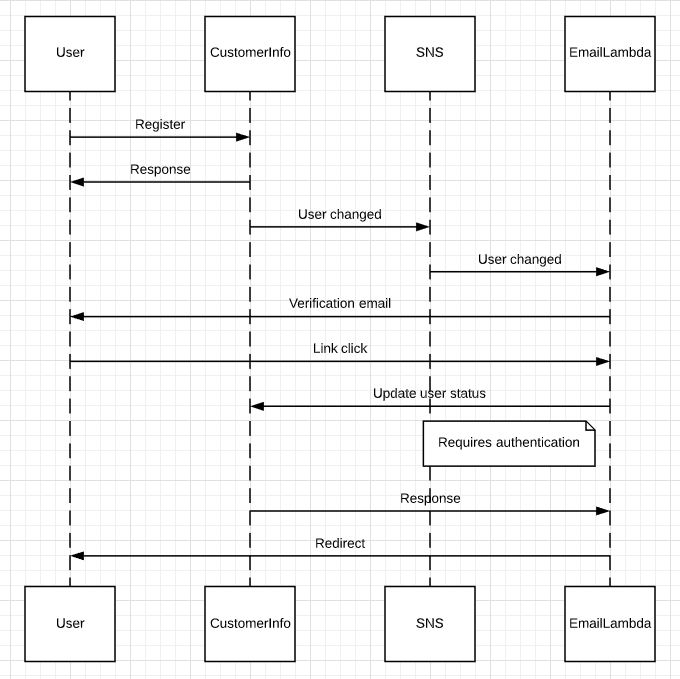 User
CustomerInfo
SNS
EmailLambda
Register
Response
User changed
User changed
Verification email
Link click
Update user status
Requires authentication
Response
Redirect
User
CustomerInfo
SNS
EmailLambda